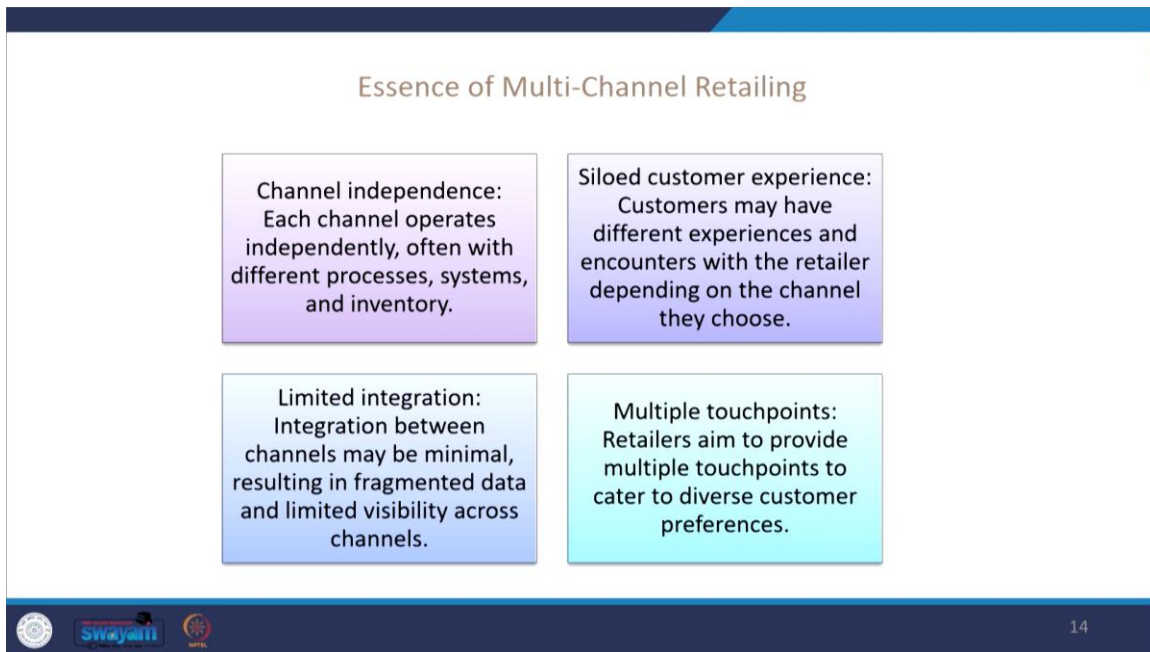 Essence of Multi-Channel Retailing
Channel independence:
Each channel operates
independently, often with
different processes, systems,
and inventory.
Siloed customer experience:
Customers may have
different experiences and
encounters with the retailer
depending on the channel
they choose.
Limited integration:
Integration between
channels may be minimal,
resulting in fragmented data
and limited visibility across
channels.
Multiple touchpoints:
Retailers aim to provide
multiple touchpoints to
cater to diverse customer
preferences.
swayam
14